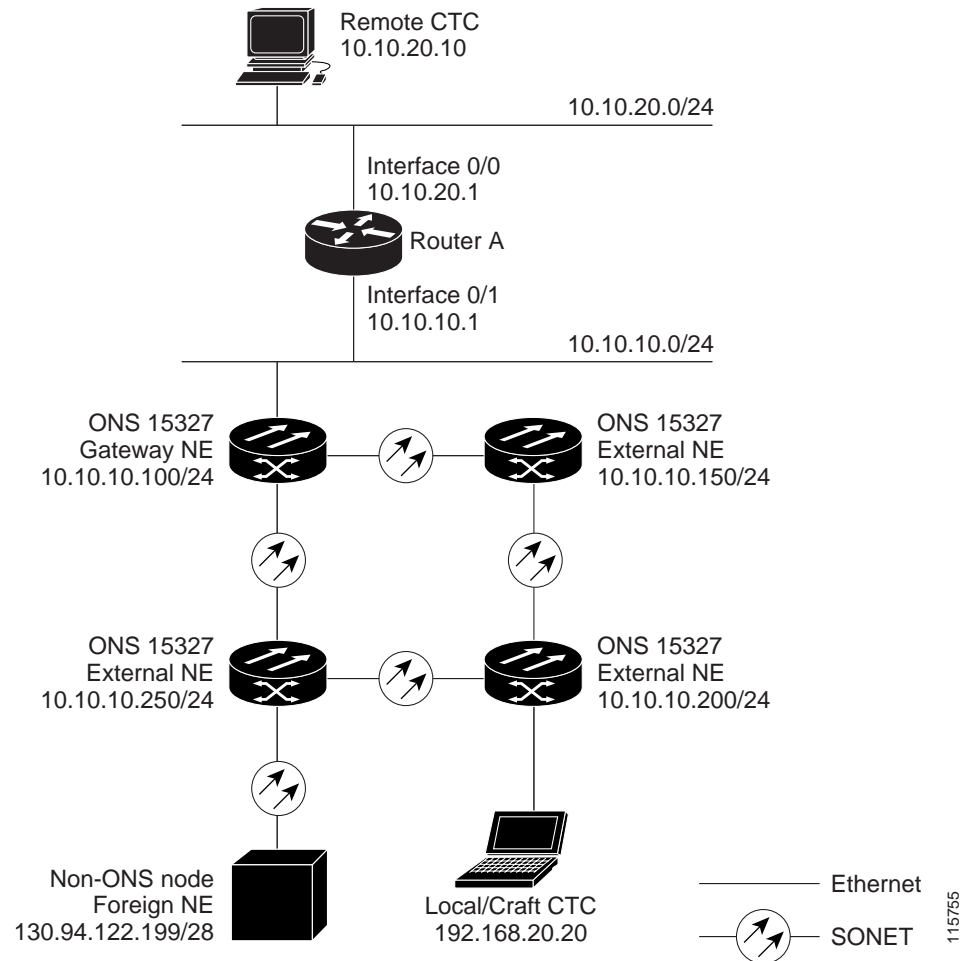 Remote CTC
10.10.20.10
10.10.20.0/24
Interface 0/0
10.10.20.1
Router A
Interface 0/1
10.10.10.1
10.10.10.0/24
ONS 15327
Gateway NE
10.10.10.100/24
ONS 15327
External NE
10.10.10.150/24
ONS 15327
External NE
10.10.10.250/24
ONS 15327
External NE
10.10.10.200/24
Non-ONS node
Foreign NE
130.94.122.199/28
Local/Craft CTC
192.168.20.20
Ethernet
SONET
115755